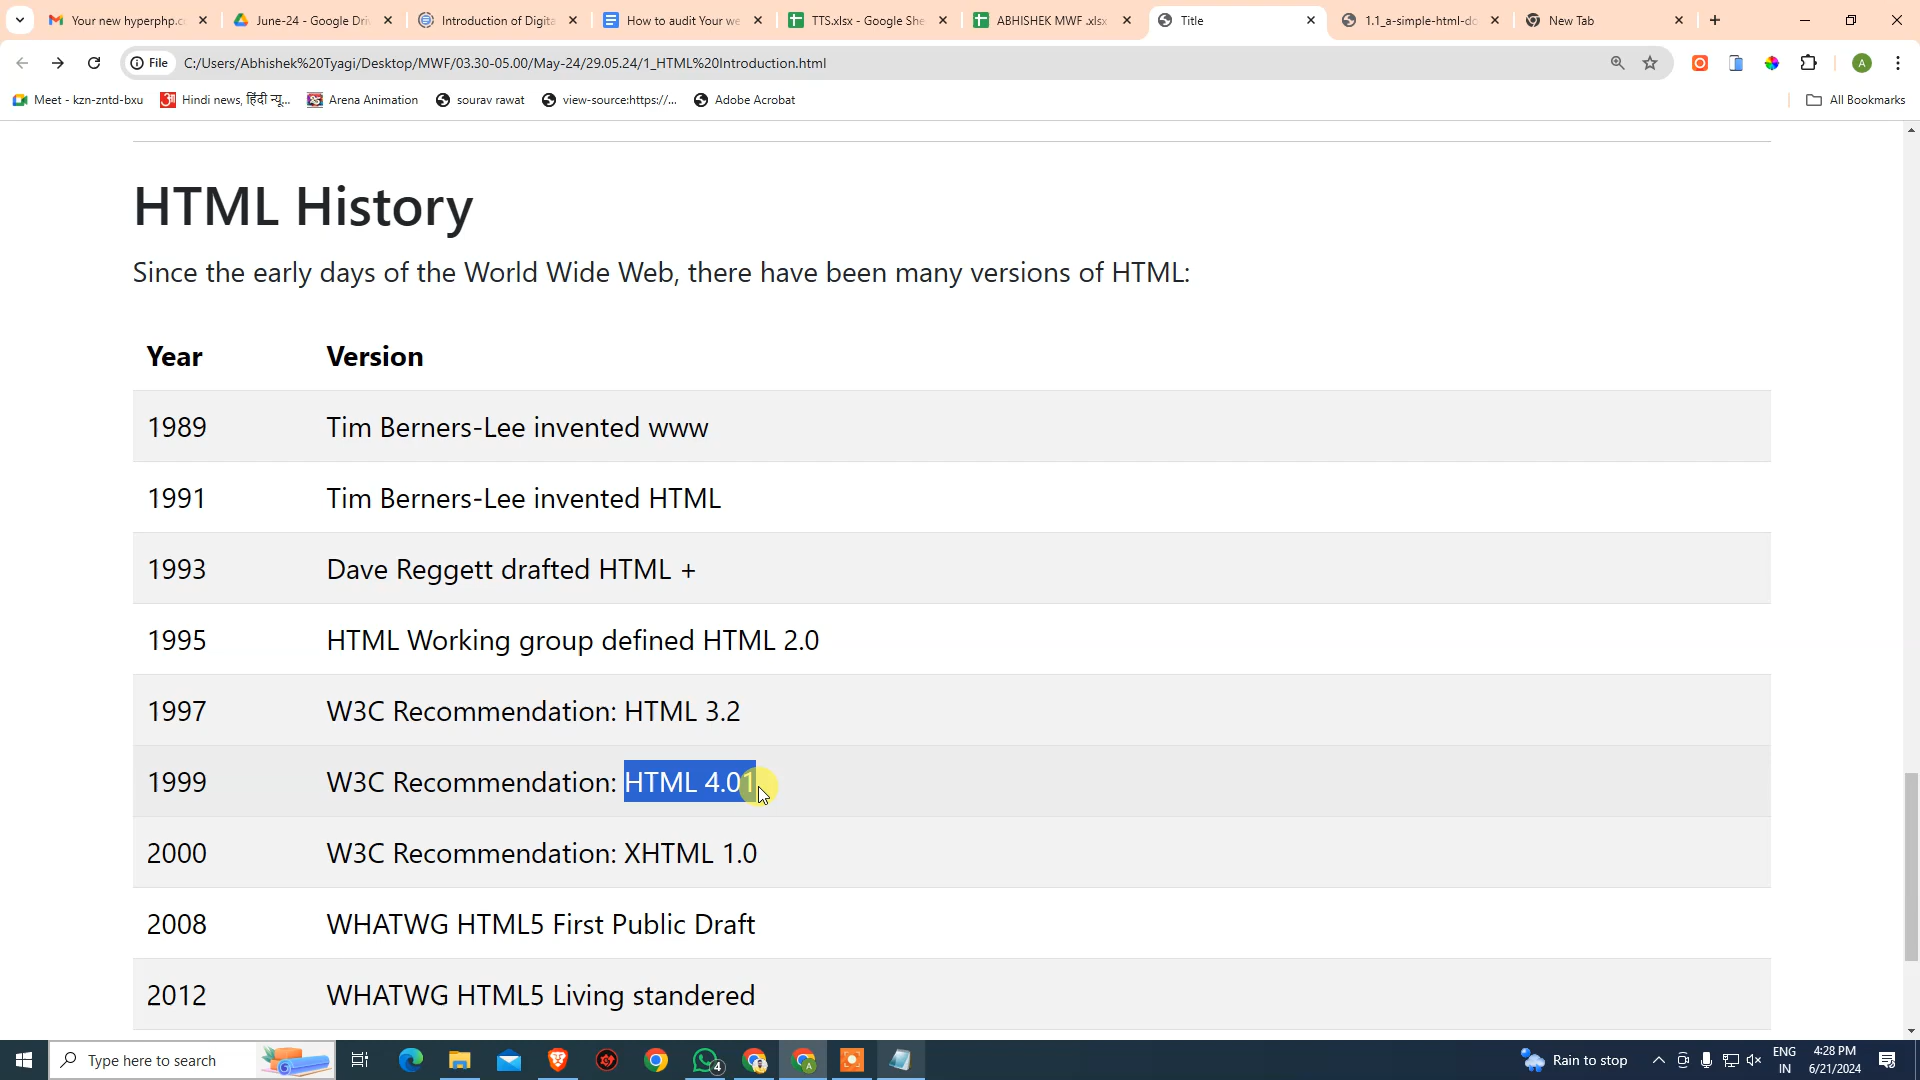 Your new hyperphp.c
June-24 - Google Dri
Introduction of Digita
How to audit Your we
TTS.xlsx - Google She
ABHISHEK MWF .xlsx
Title
1.1_a-simple-html-do
New Tab
File
C:/Users/Abhishek%20Tyagi/Desktop/MWF/03.30-05.00/May-24/29.05.24/1_HTML%20Introduction.html
A
Meet - kzn-zntd-bxu
Hindi news, हिंदी न्यू...
Arena Animation
sourav rawat
view-source:https://...
Adobe Acrobat
All Bookmarks
HTML History
Since the early days of the World Wide Web, there have been many versions of HTML:
Year Version
1989 Tim Berners-Lee invented www
1991 Tim Berners-Lee invented HTML
1993 Dave Reggett drafted HTML +
1995 HTML Working group defined HTML 2.0
1997 W3C Recommendation: HTML 3.2
1999 W3C Recommendation: HTML 4.01
2000 W3C Recommendation: XHTML 1.0
2008 WHATWG HTML5 First Public Draft
2012 WHATWG HTML5 Living standered
Type here to search
4
Rain to stop
ENG
IN
4:28 PM
6/21/2024